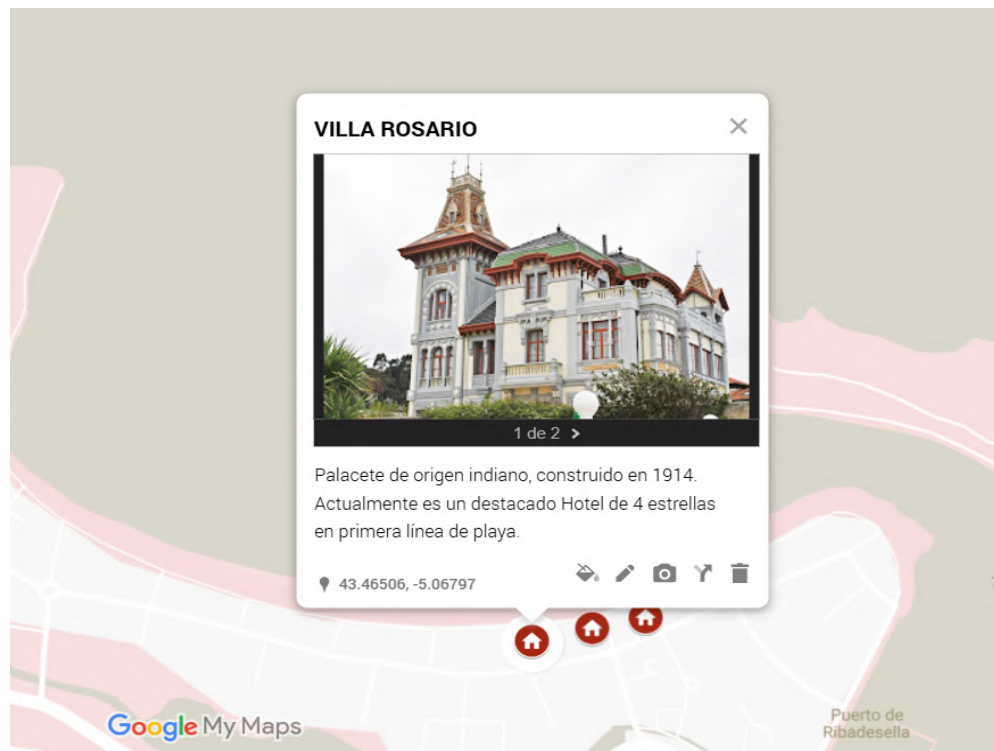 VILLA ROSARIO
1 de 2
Palacete de origen indiano, construido en 1914.
Actualmente es un destacado Hotel de 4 estrellas
en primera línea de playa.
43.46506, -5.06797
Google My Maps
Puerto de
Ribadesella